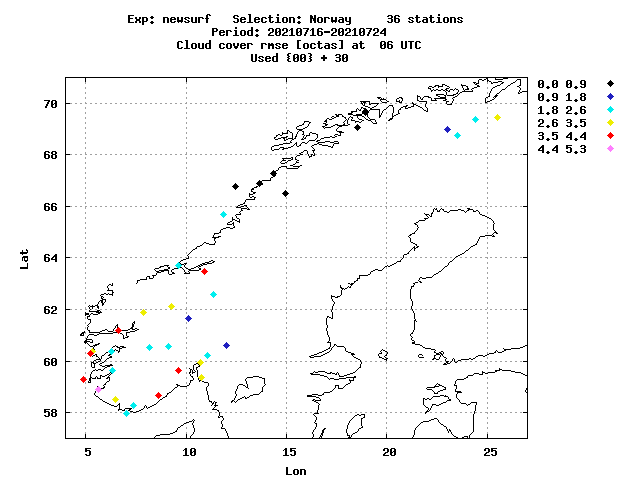 Exp: newsurf Selection: Norway 36 stations
Period: 20210716-20210724
Cloud cover rmse [octas] at 06 UTC
Used {00} + 30
0.0 0.9
0.9 1.8
1.8 2.6
2.6 3.5
3.5 4.4
4.4 5.3
70
68
66
64
62
60
58
Lat
5 10 15 20 25
Lon